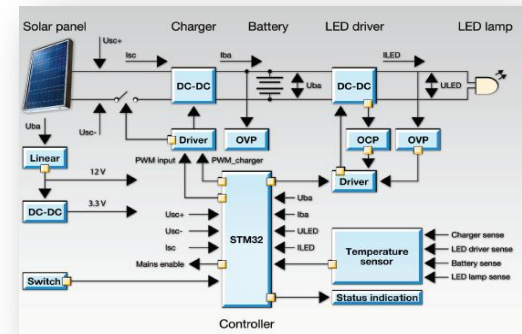 Solar panel
Charger
Battery
LED driver
LED lamp
Usc+
Isc
Iba
ILED
DC-DC
Uba
DC-DC
ULED
Usc-
Uba
Driver
OVP
OCP
OVP
Linear
PWM input
PWM_charger
Driver
12 V
DC-DC
3.3 V
STM32
Usc+
Usc-
Isc
Mains enable
Uba
Iba
ULED
ILED
Temperature
sensor
Charger sense
LED driver sense
Battery sense
LED lamp sense
Switch
Status indication
Controller